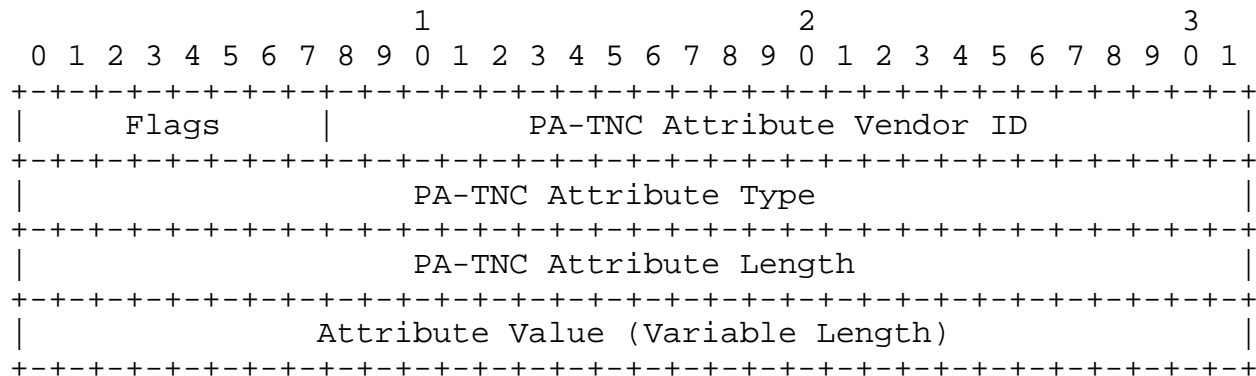 1                   2                   3
 0 1 2 3 4 5 6 7 8 9 0 1 2 3 4 5 6 7 8 9 0 1 2 3 4 5 6 7 8 9 0 1
+-+-+-+-+-+-+-+-+-+-+-+-+-+-+-+-+-+-+-+-+-+-+-+-+-+-+-+-+-+-+-+-+
|     Flags     |          PA-TNC Attribute Vendor ID           |
+-+-+-+-+-+-+-+-+-+-+-+-+-+-+-+-+-+-+-+-+-+-+-+-+-+-+-+-+-+-+-+-+
|                    PA-TNC Attribute Type                      |
+-+-+-+-+-+-+-+-+-+-+-+-+-+-+-+-+-+-+-+-+-+-+-+-+-+-+-+-+-+-+-+-+
|                    PA-TNC Attribute Length                    |
+-+-+-+-+-+-+-+-+-+-+-+-+-+-+-+-+-+-+-+-+-+-+-+-+-+-+-+-+-+-+-+-+
|               Attribute Value (Variable Length)               |
+-+-+-+-+-+-+-+-+-+-+-+-+-+-+-+-+-+-+-+-+-+-+-+-+-+-+-+-+-+-+-+-+